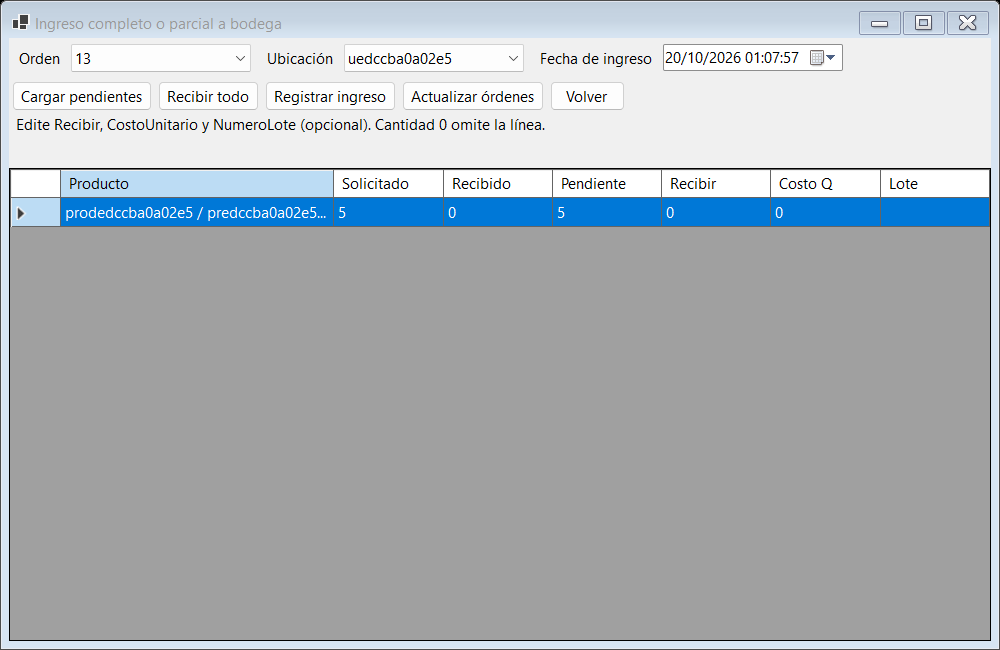 Ingreso completo o parcial a bodega
Orden 13 Ubicación uedccba0a02e5 Fecha de ingreso 20/10/2026 01:07:57
Cargar pendientes Recibir todo Registrar ingreso Actualizar órdenes Volver
Edite Recibir, CostoUnitario y NumeroLote (opcional). Cantidad 0 omite la línea.
Producto Solicitado Recibido Pendiente Recibir Costo Q Lote
prodedccba0a02e5 / predccba0a02e5... 5 0 5 0 0